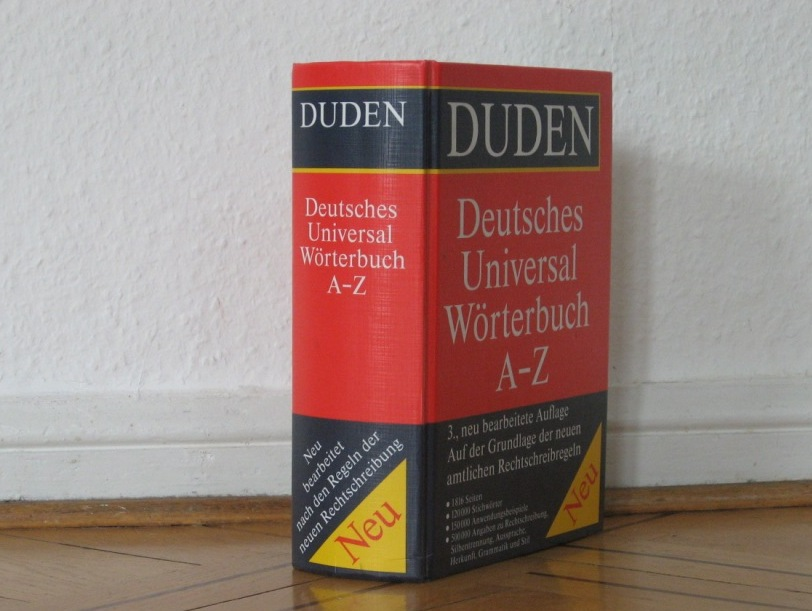 DUDEN
Deutsches
Universal
Wörterbuch
A-Z
Neu
bearbeitet
nach den Regeln der
neuen Rechtschreibung
Neu
DUDEN
Deutsches
Universal
Wörterbuch
A-Z
3., neu bearbeitete Auflage
Auf der Grundlage der neuen
amtlichen Rechtschreibregeln
• 1816 Seiten
• 120000 Stichwörter
• 150000 Anwendungsbeispiele
• 500000 Angaben zu Rechtschreibung,
Silbentrennung, Aussprache,
Herkunft, Grammatik und Stil
Neu